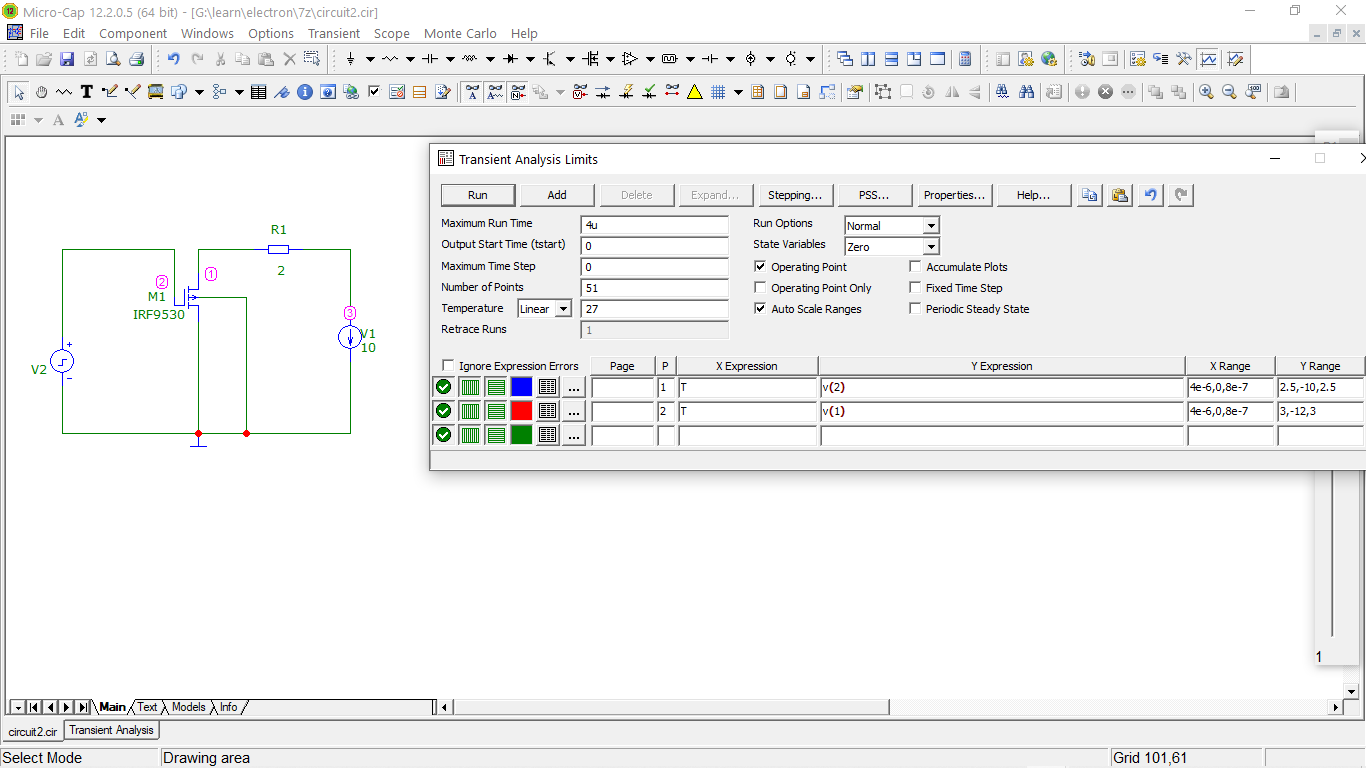 Micro-Cap 12.2.0.5 (64 bit) - [G:\learn\electron\7z\circuit2.cir]
File Edit Component Windows Options Transient Scope Monte Carlo Help
Transient Analysis Limits
Run Add Delete Expand... Stepping... PSS... Properties... Help...
Maximum Run Time 4u Run Options Normal
Output Start Time (tstart) 0 State Variables Zero
Maximum Time Step 0 Operating Point Accumulate Plots
Number of Points 51 Operating Point Only Fixed Time Step
Temperature Linear 27 Auto Scale Ranges Periodic Steady State
Retrace Runs 1
Ignore Expression Errors Page P X Expression Y Expression X Range Y Range
1 T v(2) 4e-6,0,8e-7 2.5,-10,2.5
2 T v(1) 4e-6,0,8e-7 3,-12,3
R1
2
1
2
M1
IRF9530
3
V1
10
V2
+
−
1
Main Text Models Info
circuit2.cir Transient Analysis
Select Mode Drawing area Grid 101,61